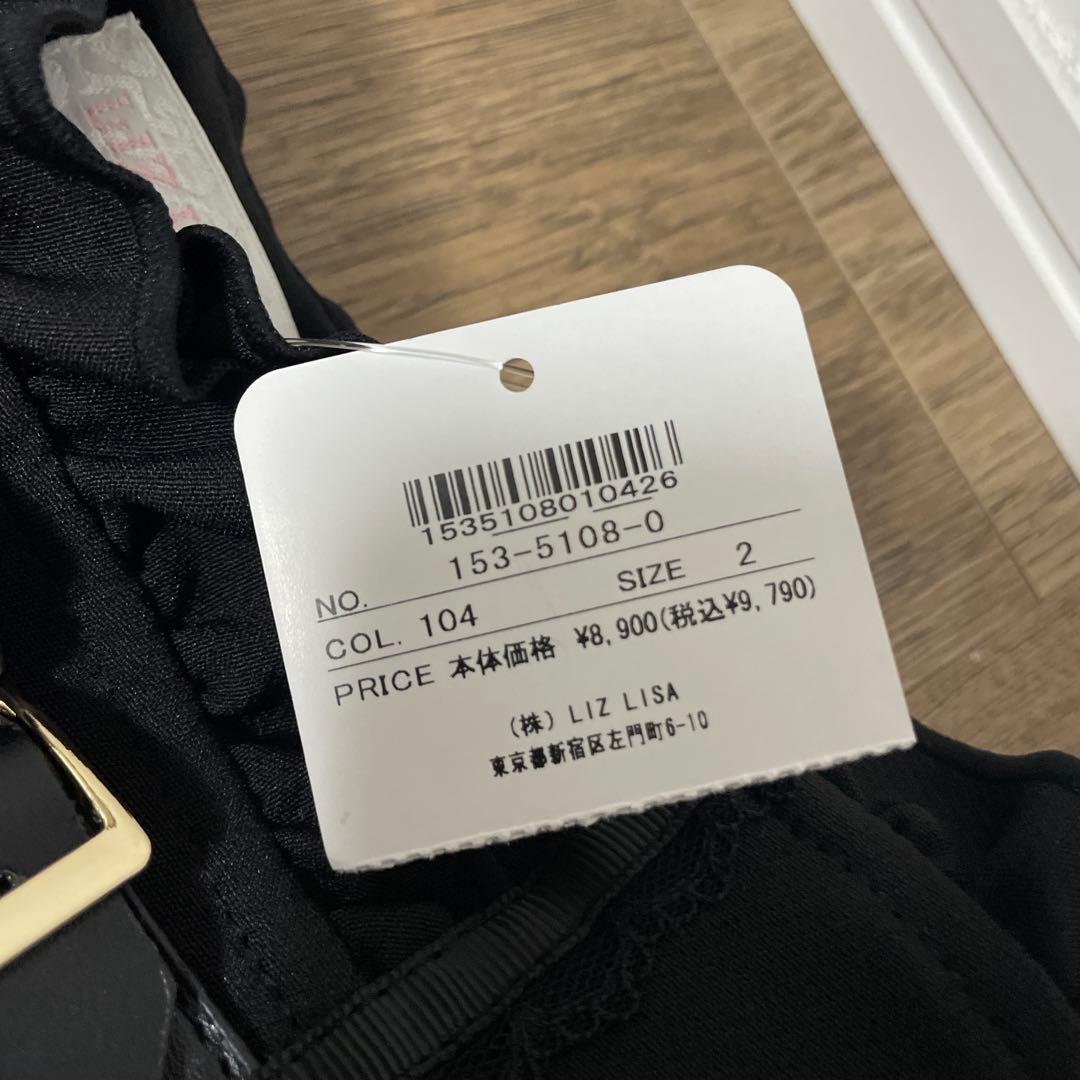 LIZ L
1535108010426
NO. 153-5108-0
COL. 104 SIZE 2
PRICE 本体価格 ¥8,900(税込¥9,790)
(株) LIZ LISA
東京都新宿区左門町6-10